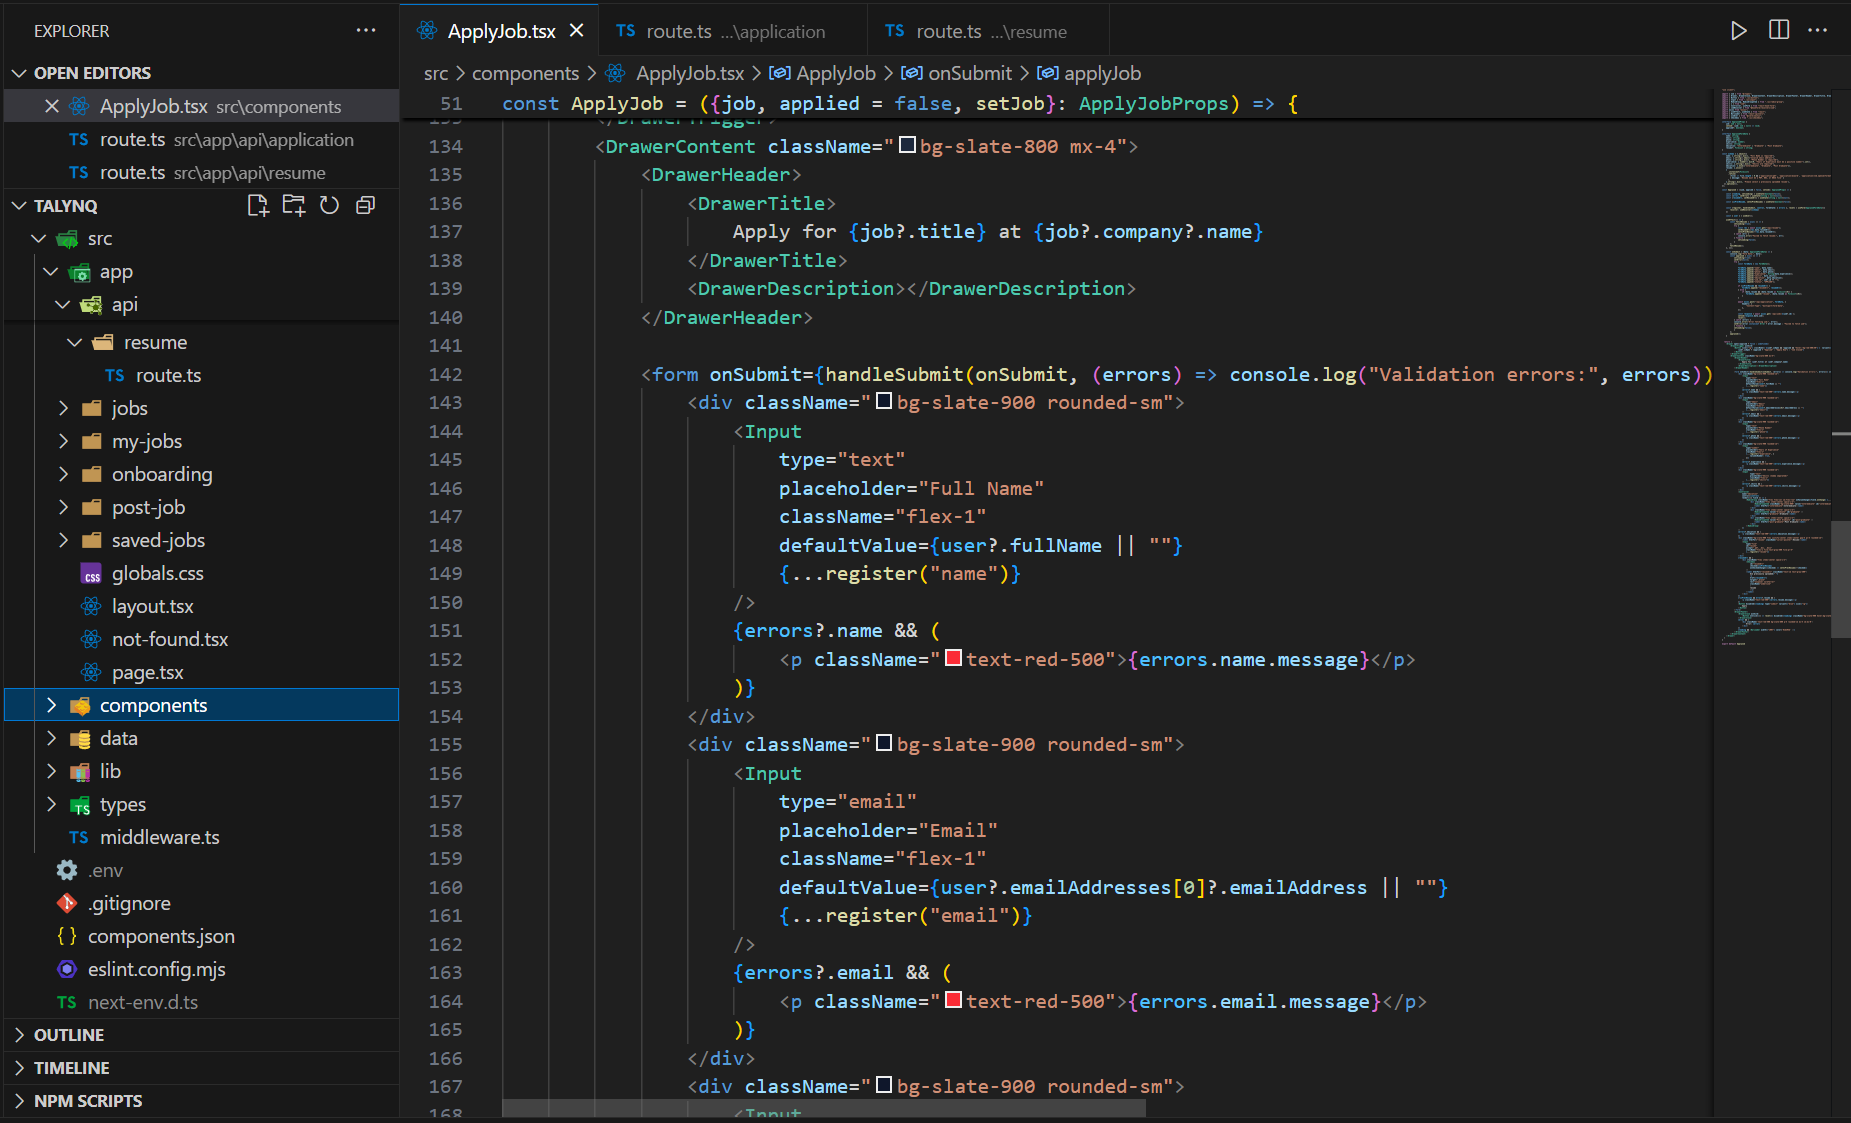 EXPLORER
OPEN EDITORS
ApplyJob.tsx src\components
TS route.ts src\app\api\application
TS route.ts src\app\api\resume
TALYNQ
src
app
api
resume
TS route.ts
jobs
my-jobs
onboarding
post-job
saved-jobs
css globals.css
layout.tsx
not-found.tsx
page.tsx
components
data
lib
types
TS middleware.ts
.env
.gitignore
{} components.json
eslint.config.mjs
TS next-env.d.ts
OUTLINE
TIMELINE
NPM SCRIPTS
ApplyJob.tsx
TS route.ts ...\application
TS route.ts ...\resume
src > components > ApplyJob.tsx > ApplyJob > onSubmit > applyJob
51 const ApplyJob = ({job, applied = false, setJob}: ApplyJobProps) => {
133 </DrawerTrigger>
134 <DrawerContent className="bg-slate-800 mx-4">
135 <DrawerHeader>
136 <DrawerTitle>
137 Apply for {job?.title} at {job?.company?.name}
138 </DrawerTitle>
139 <DrawerDescription></DrawerDescription>
140 </DrawerHeader>
141
142 <form onSubmit={handleSubmit(onSubmit, (errors) => console.log("Validation errors:", errors))
143 <div className="bg-slate-900 rounded-sm">
144 <Input
145 type="text"
146 placeholder="Full Name"
147 className="flex-1"
148 defaultValue={user?.fullName || ""}
149 {...register("name")}
150 />
151 {errors?.name && (
152 <p className="text-red-500">{errors.name.message}</p>
153 )}
154 </div>
155 <div className="bg-slate-900 rounded-sm">
156 <Input
157 type="email"
158 placeholder="Email"
159 className="flex-1"
160 defaultValue={user?.emailAddresses[0]?.emailAddress || ""}
161 {...register("email")}
162 />
163 {errors?.email && (
164 <p className="text-red-500">{errors.email.message}</p>
165 )}
166 </div>
167 <div className="bg-slate-900 rounded-sm">
168 <Input